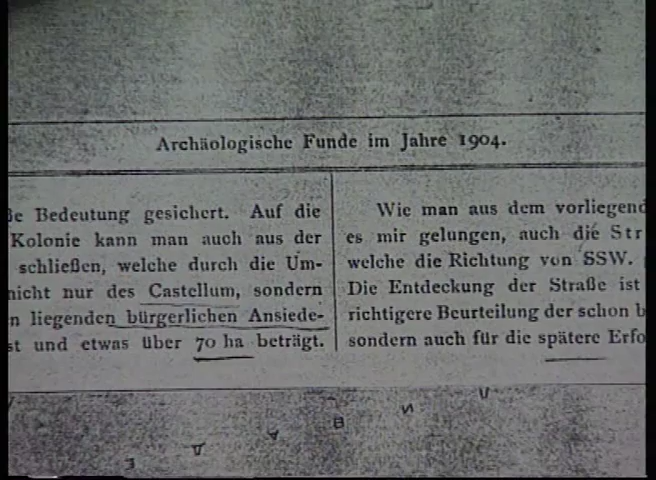 Archäologische Funde im Jahre 1904.
Bedeutung gesichert. Auf die
Kolonie kann man auch aus der
schließen, welche durch die Um-
nicht nur des Castellum, sondern
n liegenden bürgerlichen Ansiede-
st und etwas über 70 ha beträgt.
Wie man aus dem vorliegend
es mir gelungen, auch die Str
welche die Richtung von SSW.
Die Entdeckung der Straße ist
richtigere Beurteilung der schon b
sondern auch für die spätere Erfo